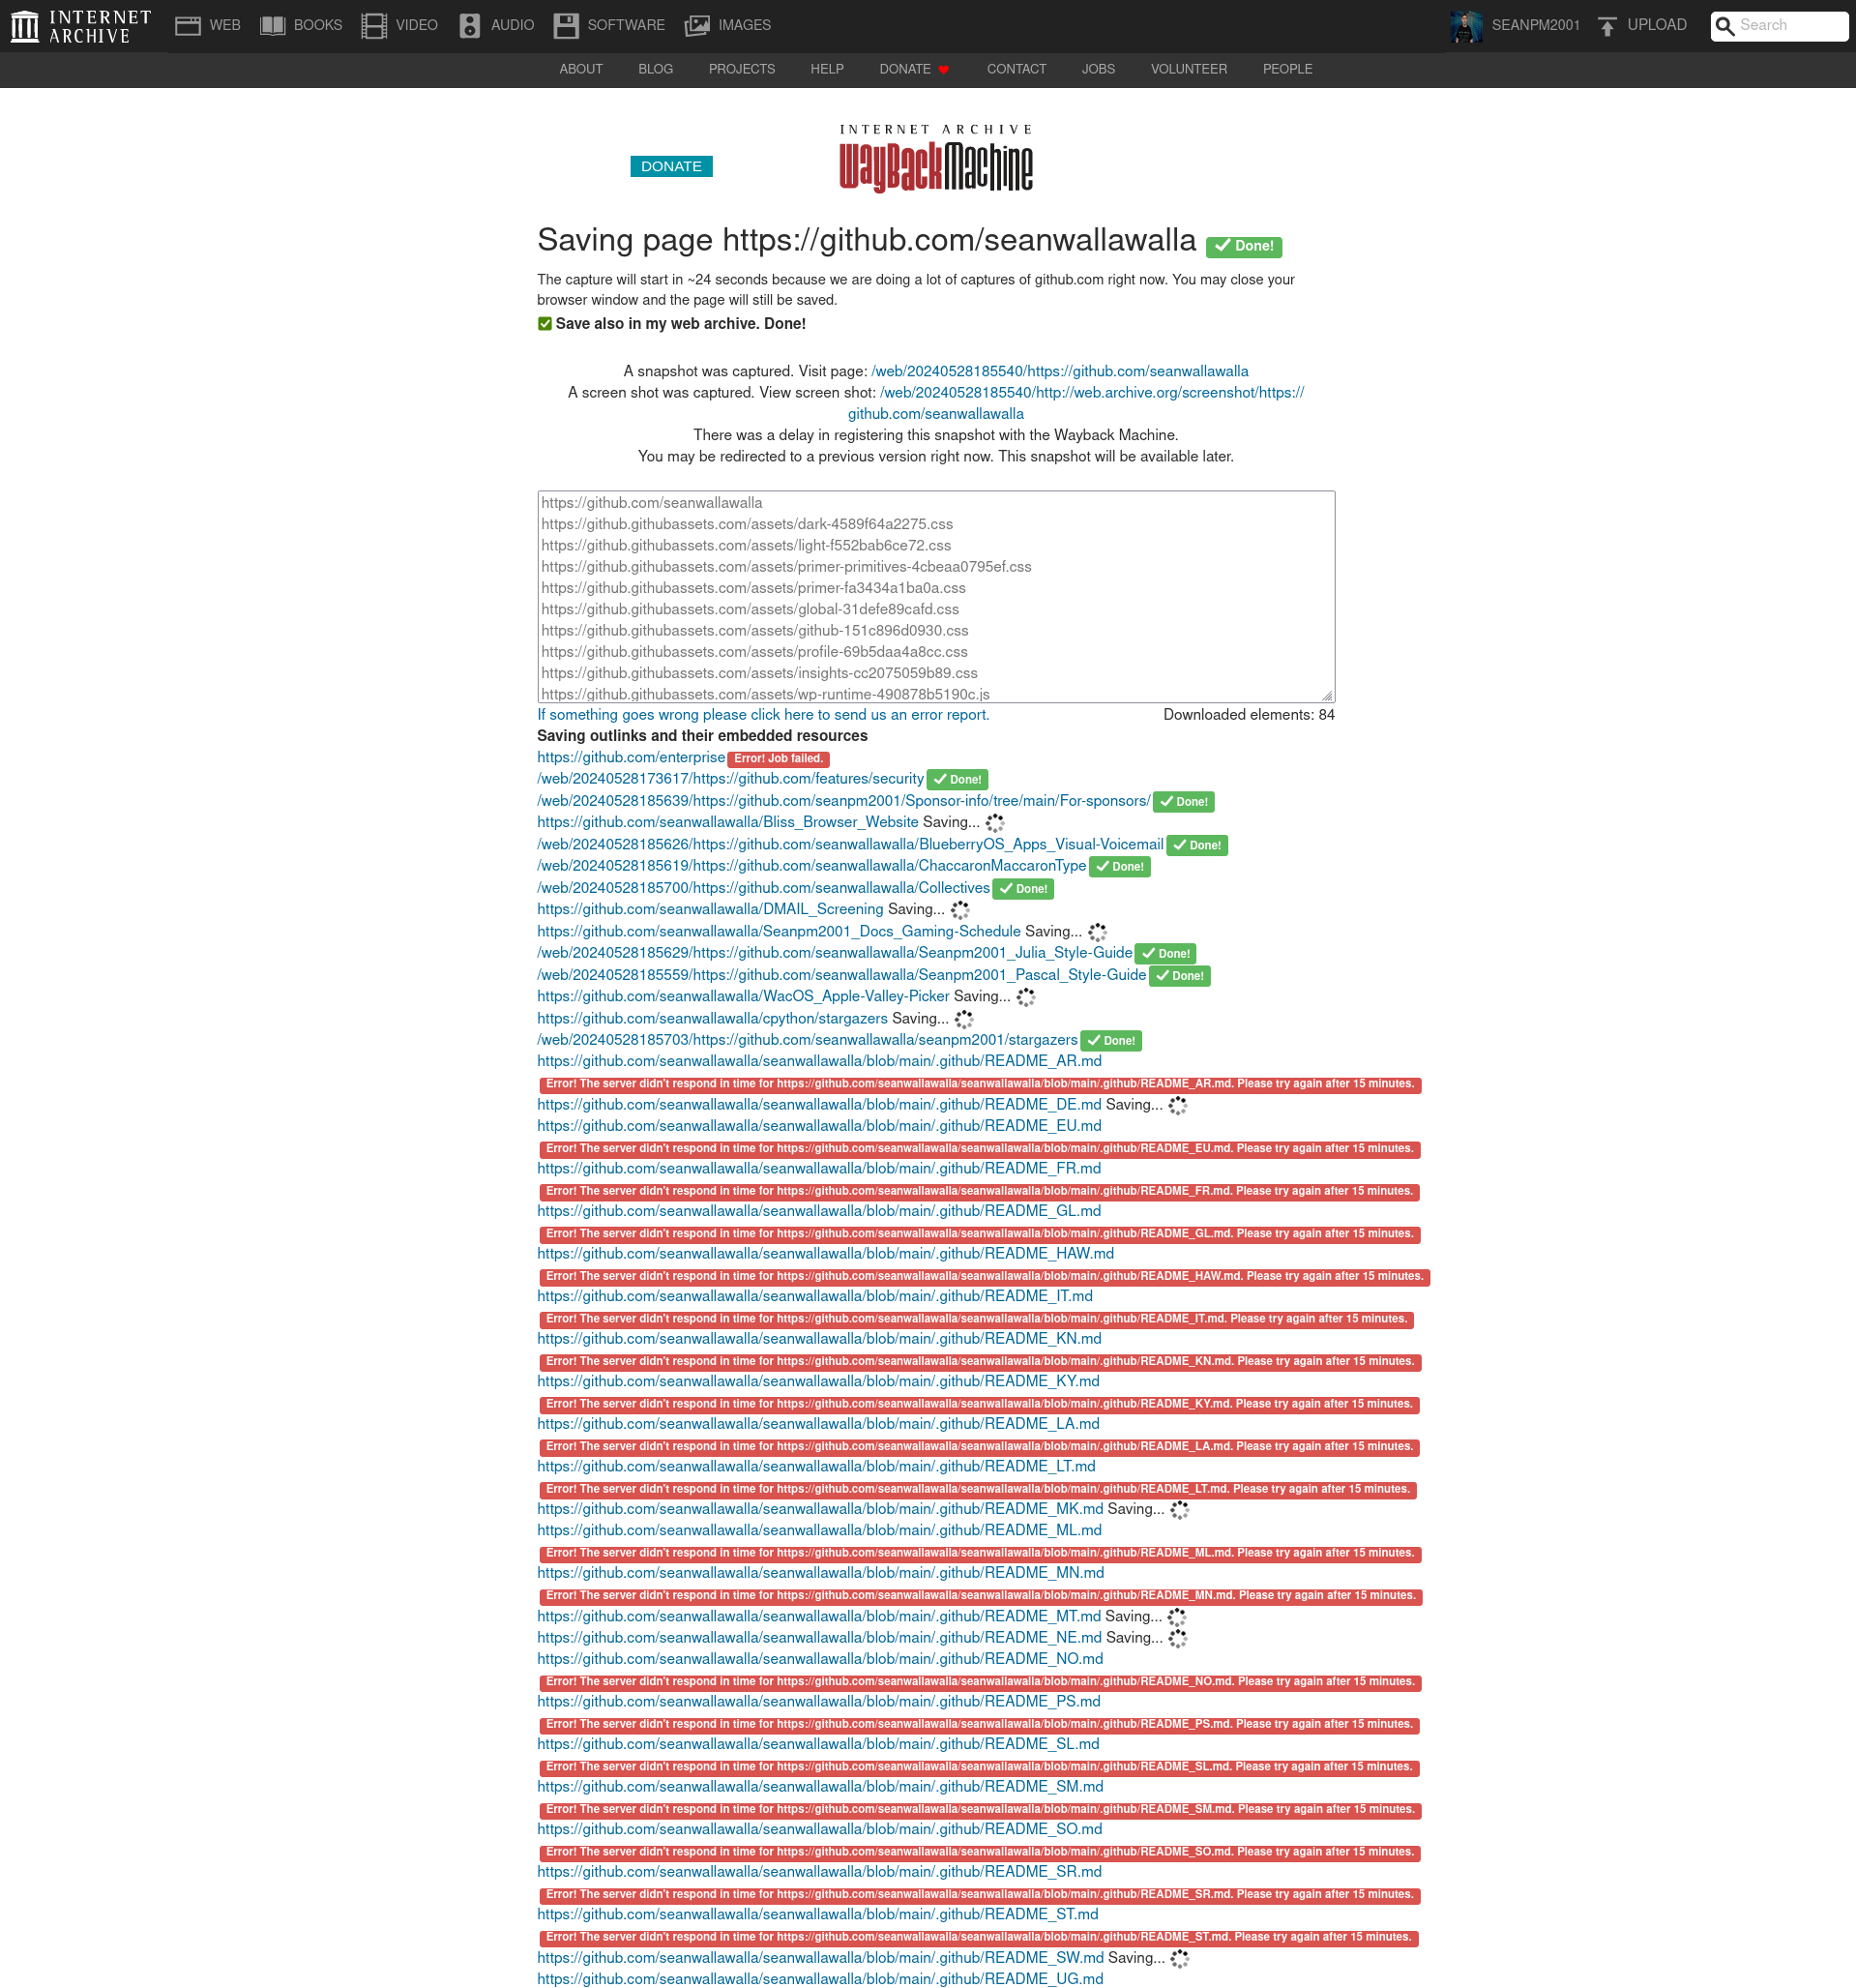 INTERNET ARCHIVE
WEB BOOKS VIDEO AUDIO SOFTWARE IMAGES SEANPM2001 UPLOAD Search
ABOUT BLOG PROJECTS HELP DONATE CONTACT JOBS VOLUNTEER PEOPLE
INTERNET ARCHIVE
DONATE
WayBackMachine
Saving page https://github.com/seanwallawalla Done!
The capture will start in ~24 seconds because we are doing a lot of captures of github.com right now. You may close your
browser window and the page will still be saved.
Save also in my web archive. Done!
A snapshot was captured. Visit page: /web/20240528185540/https://github.com/seanwallawalla
A screen shot was captured. View screen shot: /web/20240528185540/http://web.archive.org/screenshot/https://
github.com/seanwallawalla
There was a delay in registering this snapshot with the Wayback Machine.
You may be redirected to a previous version right now. This snapshot will be available later.
https://github.com/seanwallawalla
https://github.githubassets.com/assets/dark-4589f64a2275.css
https://github.githubassets.com/assets/light-f552bab6ce72.css
https://github.githubassets.com/assets/primer-primitives-4cbeaa0795ef.css
https://github.githubassets.com/assets/primer-fa3434a1ba0a.css
https://github.githubassets.com/assets/global-31defe89cafd.css
https://github.githubassets.com/assets/github-151c896d0930.css
https://github.githubassets.com/assets/profile-69b5daa4a8cc.css
https://github.githubassets.com/assets/insights-cc2075059b89.css
https://github.githubassets.com/assets/wp-runtime-490878b5190c.js
If something goes wrong please click here to send us an error report. Downloaded elements: 84
Saving outlinks and their embedded resources
https://github.com/enterprise Error! Job failed.
/web/20240528173617/https://github.com/features/security Done!
/web/20240528185639/https://github.com/seanpm2001/Sponsor-info/tree/main/For-sponsors/ Done!
https://github.com/seanwallawalla/Bliss_Browser_Website Saving...
/web/20240528185626/https://github.com/seanwallawalla/BlueberryOS_Apps_Visual-Voicemail Done!
/web/20240528185619/https://github.com/seanwallawalla/ChaccaronMaccaronType Done!
/web/20240528185700/https://github.com/seanwallawalla/Collectives Done!
https://github.com/seanwallawalla/DMAIL_Screening Saving...
https://github.com/seanwallawalla/Seanpm2001_Docs_Gaming-Schedule Saving...
/web/20240528185629/https://github.com/seanwallawalla/Seanpm2001_Julia_Style-Guide Done!
/web/20240528185559/https://github.com/seanwallawalla/Seanpm2001_Pascal_Style-Guide Done!
https://github.com/seanwallawalla/WacOS_Apple-Valley-Picker Saving...
https://github.com/seanwallawalla/cpython/stargazers Saving...
/web/20240528185703/https://github.com/seanwallawalla/seanpm2001/stargazers Done!
https://github.com/seanwallawalla/seanwallawalla/blob/main/.github/README_AR.md
Error! The server didn't respond in time for https://github.com/seanwallawalla/seanwallawalla/blob/main/.github/README_AR.md. Please try again after 15 minutes.
https://github.com/seanwallawalla/seanwallawalla/blob/main/.github/README_DE.md Saving...
https://github.com/seanwallawalla/seanwallawalla/blob/main/.github/README_EU.md
Error! The server didn't respond in time for https://github.com/seanwallawalla/seanwallawalla/blob/main/.github/README_EU.md. Please try again after 15 minutes.
https://github.com/seanwallawalla/seanwallawalla/blob/main/.github/README_FR.md
Error! The server didn't respond in time for https://github.com/seanwallawalla/seanwallawalla/blob/main/.github/README_FR.md. Please try again after 15 minutes.
https://github.com/seanwallawalla/seanwallawalla/blob/main/.github/README_GL.md
Error! The server didn't respond in time for https://github.com/seanwallawalla/seanwallawalla/blob/main/.github/README_GL.md. Please try again after 15 minutes.
https://github.com/seanwallawalla/seanwallawalla/blob/main/.github/README_HAW.md
Error! The server didn't respond in time for https://github.com/seanwallawalla/seanwallawalla/blob/main/.github/README_HAW.md. Please try again after 15 minutes.
https://github.com/seanwallawalla/seanwallawalla/blob/main/.github/README_IT.md
Error! The server didn't respond in time for https://github.com/seanwallawalla/seanwallawalla/blob/main/.github/README_IT.md. Please try again after 15 minutes.
https://github.com/seanwallawalla/seanwallawalla/blob/main/.github/README_KN.md
Error! The server didn't respond in time for https://github.com/seanwallawalla/seanwallawalla/blob/main/.github/README_KN.md. Please try again after 15 minutes.
https://github.com/seanwallawalla/seanwallawalla/blob/main/.github/README_KY.md
Error! The server didn't respond in time for https://github.com/seanwallawalla/seanwallawalla/blob/main/.github/README_KY.md. Please try again after 15 minutes.
https://github.com/seanwallawalla/seanwallawalla/blob/main/.github/README_LA.md
Error! The server didn't respond in time for https://github.com/seanwallawalla/seanwallawalla/blob/main/.github/README_LA.md. Please try again after 15 minutes.
https://github.com/seanwallawalla/seanwallawalla/blob/main/.github/README_LT.md
Error! The server didn't respond in time for https://github.com/seanwallawalla/seanwallawalla/blob/main/.github/README_LT.md. Please try again after 15 minutes.
https://github.com/seanwallawalla/seanwallawalla/blob/main/.github/README_MK.md Saving...
https://github.com/seanwallawalla/seanwallawalla/blob/main/.github/README_ML.md
Error! The server didn't respond in time for https://github.com/seanwallawalla/seanwallawalla/blob/main/.github/README_ML.md. Please try again after 15 minutes.
https://github.com/seanwallawalla/seanwallawalla/blob/main/.github/README_MN.md
Error! The server didn't respond in time for https://github.com/seanwallawalla/seanwallawalla/blob/main/.github/README_MN.md. Please try again after 15 minutes.
https://github.com/seanwallawalla/seanwallawalla/blob/main/.github/README_MT.md Saving...
https://github.com/seanwallawalla/seanwallawalla/blob/main/.github/README_NE.md Saving...
https://github.com/seanwallawalla/seanwallawalla/blob/main/.github/README_NO.md
Error! The server didn't respond in time for https://github.com/seanwallawalla/seanwallawalla/blob/main/.github/README_NO.md. Please try again after 15 minutes.
https://github.com/seanwallawalla/seanwallawalla/blob/main/.github/README_PS.md
Error! The server didn't respond in time for https://github.com/seanwallawalla/seanwallawalla/blob/main/.github/README_PS.md. Please try again after 15 minutes.
https://github.com/seanwallawalla/seanwallawalla/blob/main/.github/README_SL.md
Error! The server didn't respond in time for https://github.com/seanwallawalla/seanwallawalla/blob/main/.github/README_SL.md. Please try again after 15 minutes.
https://github.com/seanwallawalla/seanwallawalla/blob/main/.github/README_SM.md
Error! The server didn't respond in time for https://github.com/seanwallawalla/seanwallawalla/blob/main/.github/README_SM.md. Please try again after 15 minutes.
https://github.com/seanwallawalla/seanwallawalla/blob/main/.github/README_SO.md
Error! The server didn't respond in time for https://github.com/seanwallawalla/seanwallawalla/blob/main/.github/README_SO.md. Please try again after 15 minutes.
https://github.com/seanwallawalla/seanwallawalla/blob/main/.github/README_SR.md
Error! The server didn't respond in time for https://github.com/seanwallawalla/seanwallawalla/blob/main/.github/README_SR.md. Please try again after 15 minutes.
https://github.com/seanwallawalla/seanwallawalla/blob/main/.github/README_ST.md
Error! The server didn't respond in time for https://github.com/seanwallawalla/seanwallawalla/blob/main/.github/README_ST.md. Please try again after 15 minutes.
https://github.com/seanwallawalla/seanwallawalla/blob/main/.github/README_SW.md Saving...
https://github.com/seanwallawalla/seanwallawalla/blob/main/.github/README_UG.md